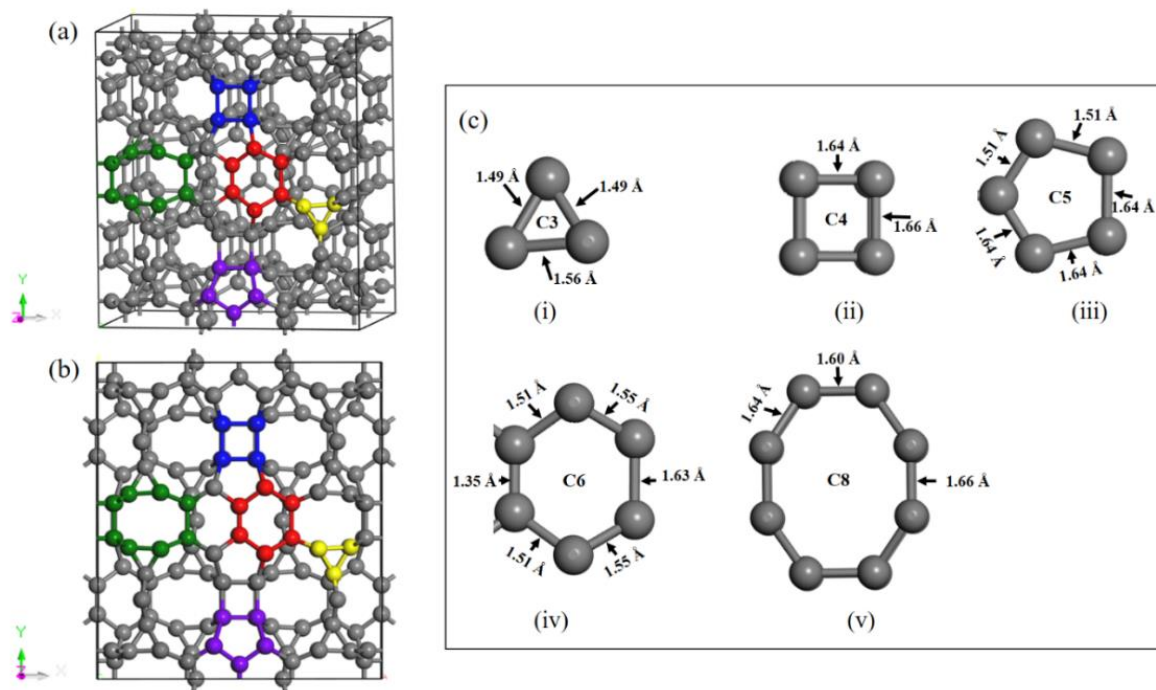 (a)
Y
Z X
(b)
Y
Z X
(c)
1.49 Å
1.49 Å
C3
1.56 Å
(i)
1.64 Å
C4
1.66 Å
(ii)
1.51 Å
1.51 Å
C5
1.64 Å
1.64 Å
1.64 Å
(iii)
1.51 Å
1.55 Å
1.35 Å
C6
1.63 Å
1.51 Å
1.55 Å
(iv)
1.60 Å
1.64 Å
C8
1.66 Å
(v)